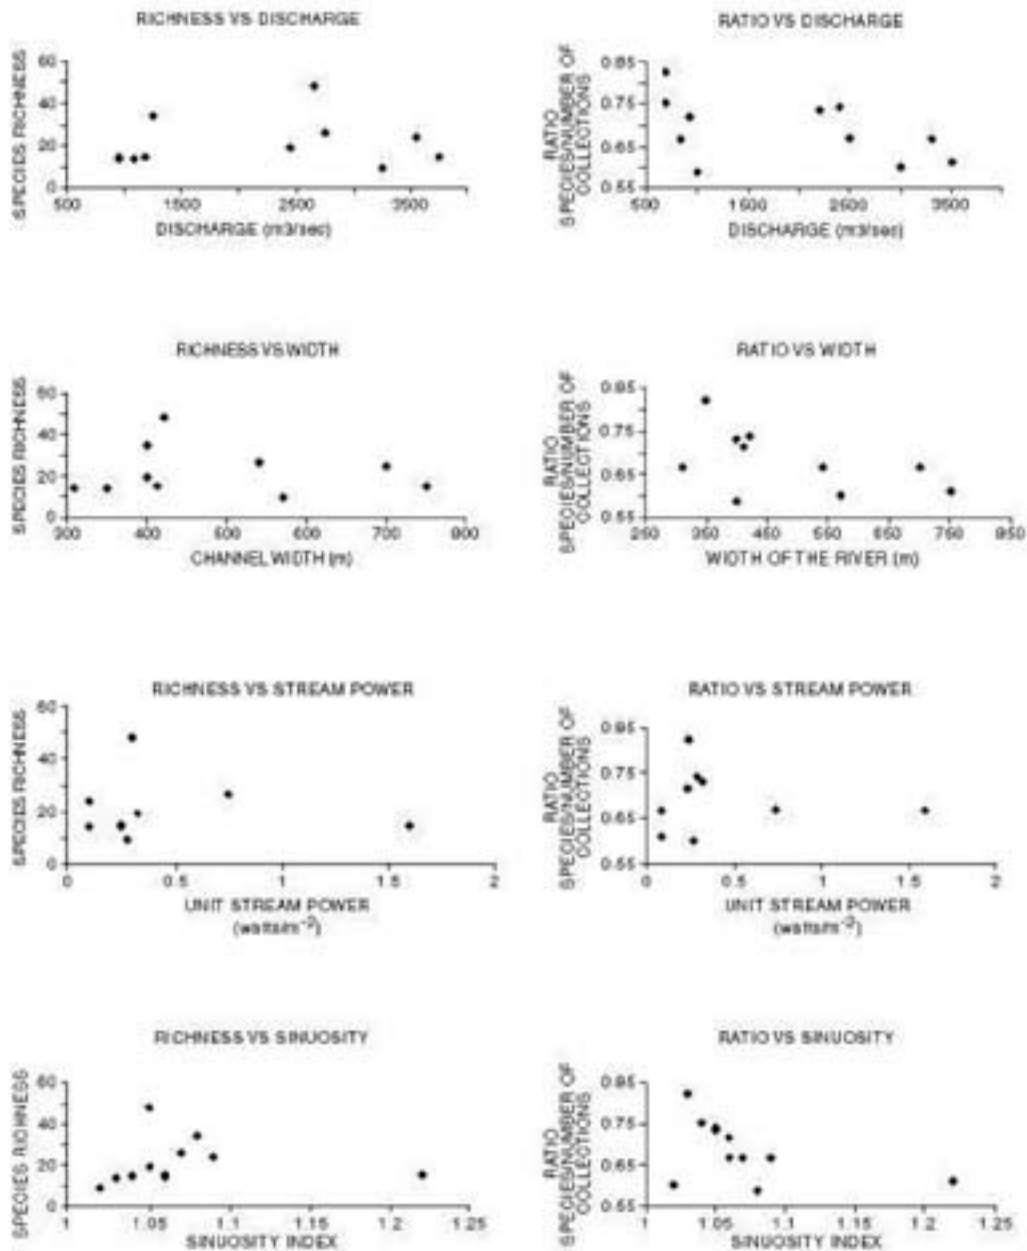 RICHNESS VS DISCHARGE
SPECIES RICHNESS
60
40
20
0
500 1500 2500 3500
DISCHARGE (m3/sec)
RATIO VS DISCHARGE
RATIO
SPECIES/NUMBER OF
COLLECTIONS
0.85
0.75
0.65
0.55
500 1500 2500 3500
DISCHARGE (m3/sec)
RICHNESS VS WIDTH
SPECIES RICHNESS
60
40
20
0
300 400 500 600 700 800
CHANNEL WIDTH (m)
RATIO VS WIDTH
RATIO
SPECIES/NUMBER OF
COLLECTIONS
0.85
0.75
0.65
0.55
250 350 450 550 650 750 850
WIDTH OF THE RIVER (m)
RICHNESS VS STREAM POWER
SPECIES RICHNESS
60
40
20
0
0 0.5 1 1.5 2
UNIT STREAM POWER
(watts/m-2)
RATIO VS STREAM POWER
RATIO
SPECIES/NUMBER OF
COLLECTIONS
0.85
0.75
0.65
0.55
0 0.5 1 1.5 2
UNIT STREAM POWER
(watts/m-2)
RICHNESS VS SINUOSITY
SPECIES RICHNESS
60
40
20
0
1 1.05 1.1 1.15 1.2 1.25
SINUOSITY INDEX
RATIO VS SINUOSITY
RATIO
SPECIES/NUMBER OF
COLLECTIONS
0.85
0.75
0.65
0.55
1 1.05 1.1 1.15 1.2 1.25
SINUOSITY INDEX